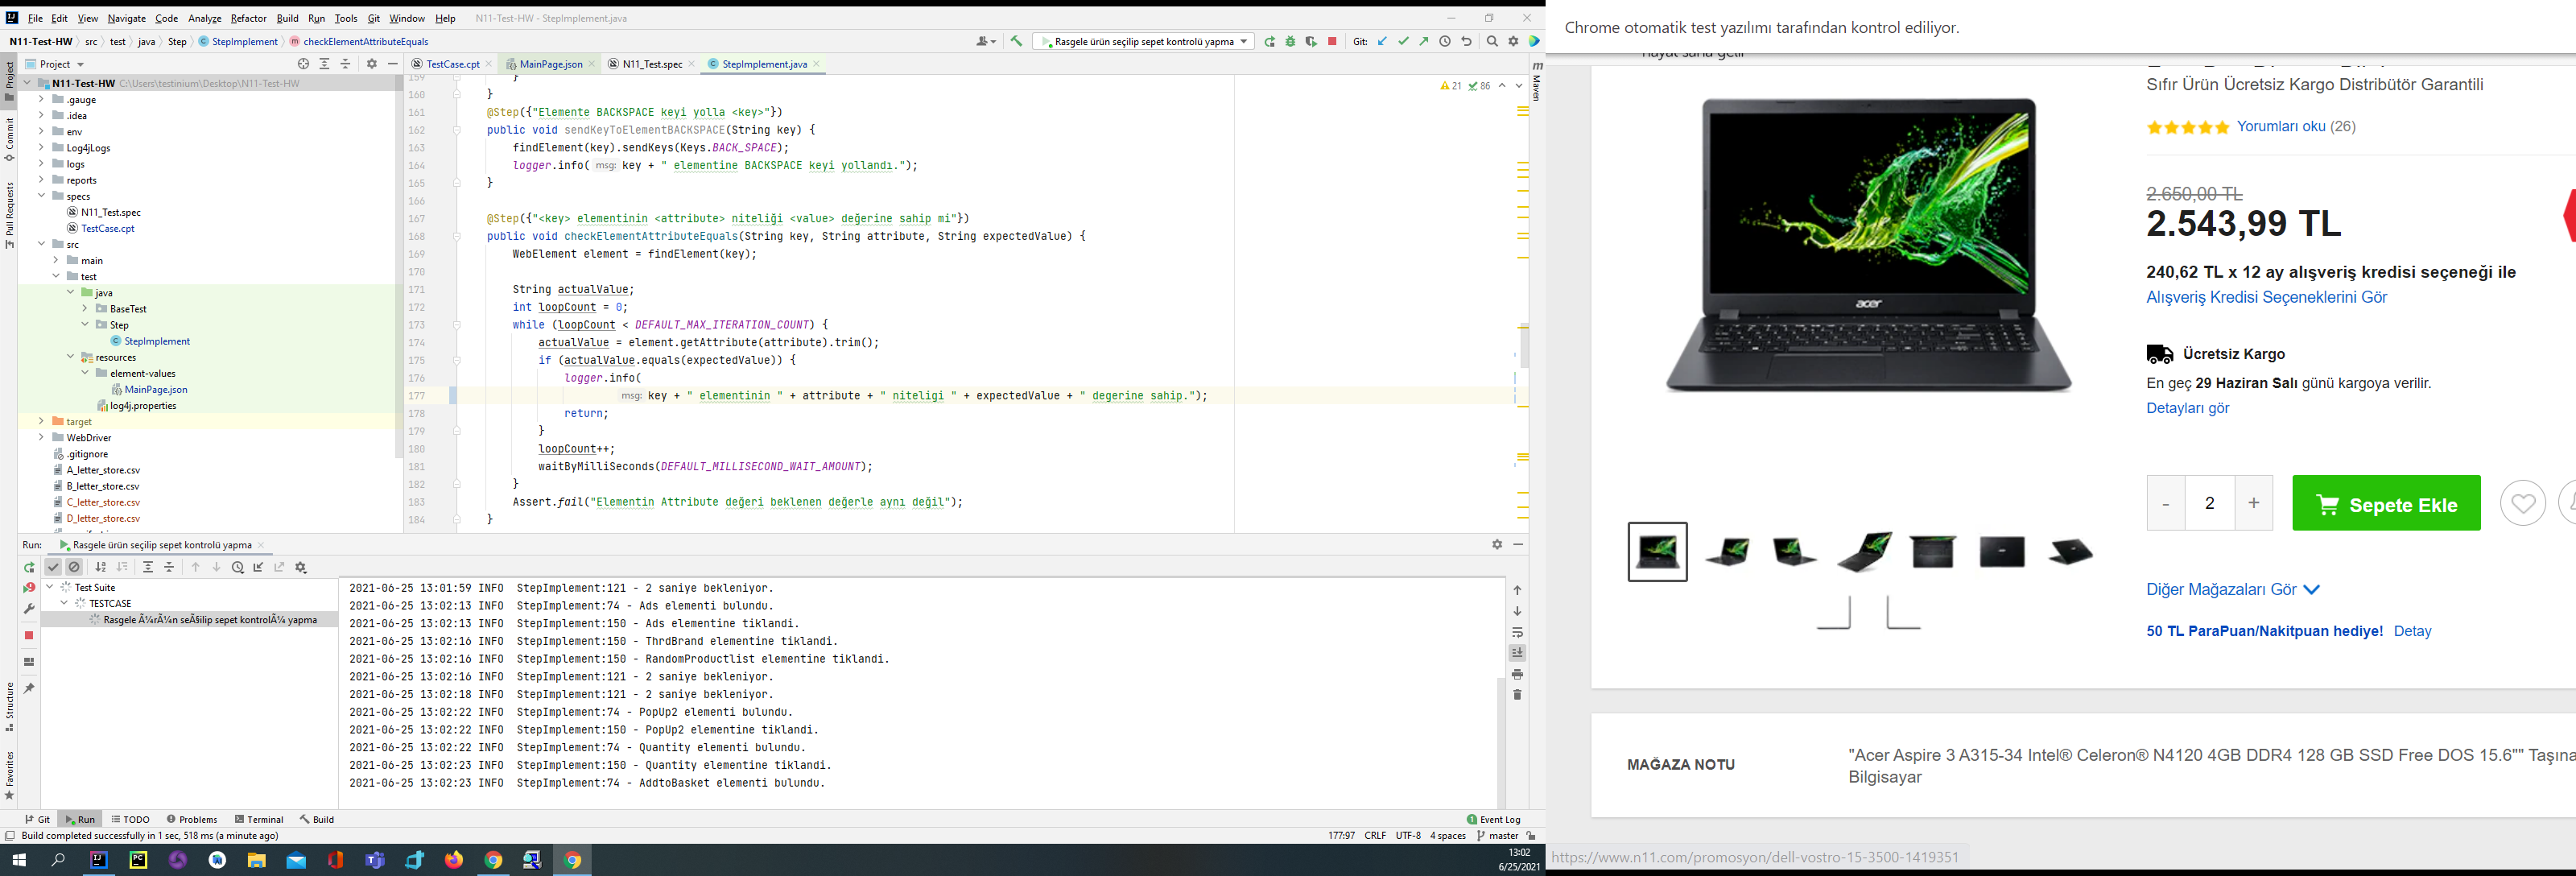 File Edit View Navigate Code Analyze Refactor Build Run Tools Git Window Help N11-Test-HW - StepImplement.java
N11-Test-HW src test java Step StepImplement checkElementAttributeEquals
Rasgele ürün seçilip sepet kontrolü yapma Git:
Project
TestCase.cpt MainPage.json N11_Test.spec StepImplement.java
Project
Commit
Pull Requests
Structure
Favorites
Maven
N11-Test-HW C:\Users\testinium\Desktop\N11-Test-HW
.gauge
.idea
env
Log4jLogs
logs
reports
specs
N11_Test.spec
TestCase.cpt
src
main
test
java
BaseTest
Step
StepImplement
resources
element-values
MainPage.json
log4j.properties
target
WebDriver
.gitignore
A_letter_store.csv
B_letter_store.csv
C_letter_store.csv
D_letter_store.csv
21 86
159 }
160 }
161 @Step({"Elemente BACKSPACE keyi yolla <key>"})
162 public void sendKeyToElementBACKSPACE(String key) {
163 findElement(key).sendKeys(Keys.BACK_SPACE);
164 logger.info( msg: key + " elementine BACKSPACE keyi yollandı.");
165 }
166
167 @Step({"<key> elementinin <attribute> niteliği <value> değerine sahip mi"})
168 public void checkElementAttributeEquals(String key, String attribute, String expectedValue) {
169 WebElement element = findElement(key);
170
171 String actualValue;
172 int loopCount = 0;
173 while (loopCount < DEFAULT_MAX_ITERATION_COUNT) {
174 actualValue = element.getAttribute(attribute).trim();
175 if (actualValue.equals(expectedValue)) {
176 logger.info(
177 msg: key + " elementinin " + attribute + " niteligi " + expectedValue + " degerine sahip.");
178 return;
179 }
180 loopCount++;
181 waitByMilliSeconds(DEFAULT_MILLISECOND_WAIT_AMOUNT);
182 }
183 Assert.fail("Elementin Attribute değeri beklenen değerle aynı değil");
184 }
Run: Rasgele ürün seçilip sepet kontrolü yapma
Test Suite
TESTCASE
Rasgele Ã¼rÃ¼n seÃ§ilip sepet kontrolÃ¼ yapma
2021-06-25 13:01:59 INFO StepImplement:121 - 2 saniye bekleniyor.
2021-06-25 13:02:13 INFO StepImplement:74 - Ads elementi bulundu.
2021-06-25 13:02:13 INFO StepImplement:150 - Ads elementine tiklandi.
2021-06-25 13:02:16 INFO StepImplement:150 - ThrdBrand elementine tiklandi.
2021-06-25 13:02:16 INFO StepImplement:150 - RandomProductlist elementine tiklandi.
2021-06-25 13:02:16 INFO StepImplement:121 - 2 saniye bekleniyor.
2021-06-25 13:02:18 INFO StepImplement:121 - 2 saniye bekleniyor.
2021-06-25 13:02:22 INFO StepImplement:74 - PopUp2 elementi bulundu.
2021-06-25 13:02:22 INFO StepImplement:150 - PopUp2 elementine tiklandi.
2021-06-25 13:02:22 INFO StepImplement:74 - Quantity elementi bulundu.
2021-06-25 13:02:23 INFO StepImplement:150 - Quantity elementine tiklandi.
2021-06-25 13:02:23 INFO StepImplement:74 - AddtoBasket elementi bulundu.
Git Run TODO Problems Terminal Build 1 Event Log
Build completed successfully in 1 sec, 518 ms (a minute ago) 177:97 CRLF UTF-8 4 spaces master
13:02
6/25/2021
Chrome otomatik test yazılımı tarafından kontrol ediliyor.
Sıfır Ürün Ücretsiz Kargo Distribütör Garantili
Yorumları oku (26)
2.650,00 TL
2.543,99 TL
240,62 TL x 12 ay alışveriş kredisi seçeneği ile
Alışveriş Kredisi Seçeneklerini Gör
acer
Ücretsiz Kargo
En geç 29 Haziran Salı günü kargoya verilir.
Detayları gör
- 2 + Sepete Ekle
Diğer Mağazaları Gör
50 TL ParaPuan/Nakitpuan hediye! Detay
MAĞAZA NOTU
"Acer Aspire 3 A315-34 Intel® Celeron® N4120 4GB DDR4 128 GB SSD Free DOS 15.6"" Taşına
Bilgisayar
https://www.n11.com/promosyon/dell-vostro-15-3500-1419351